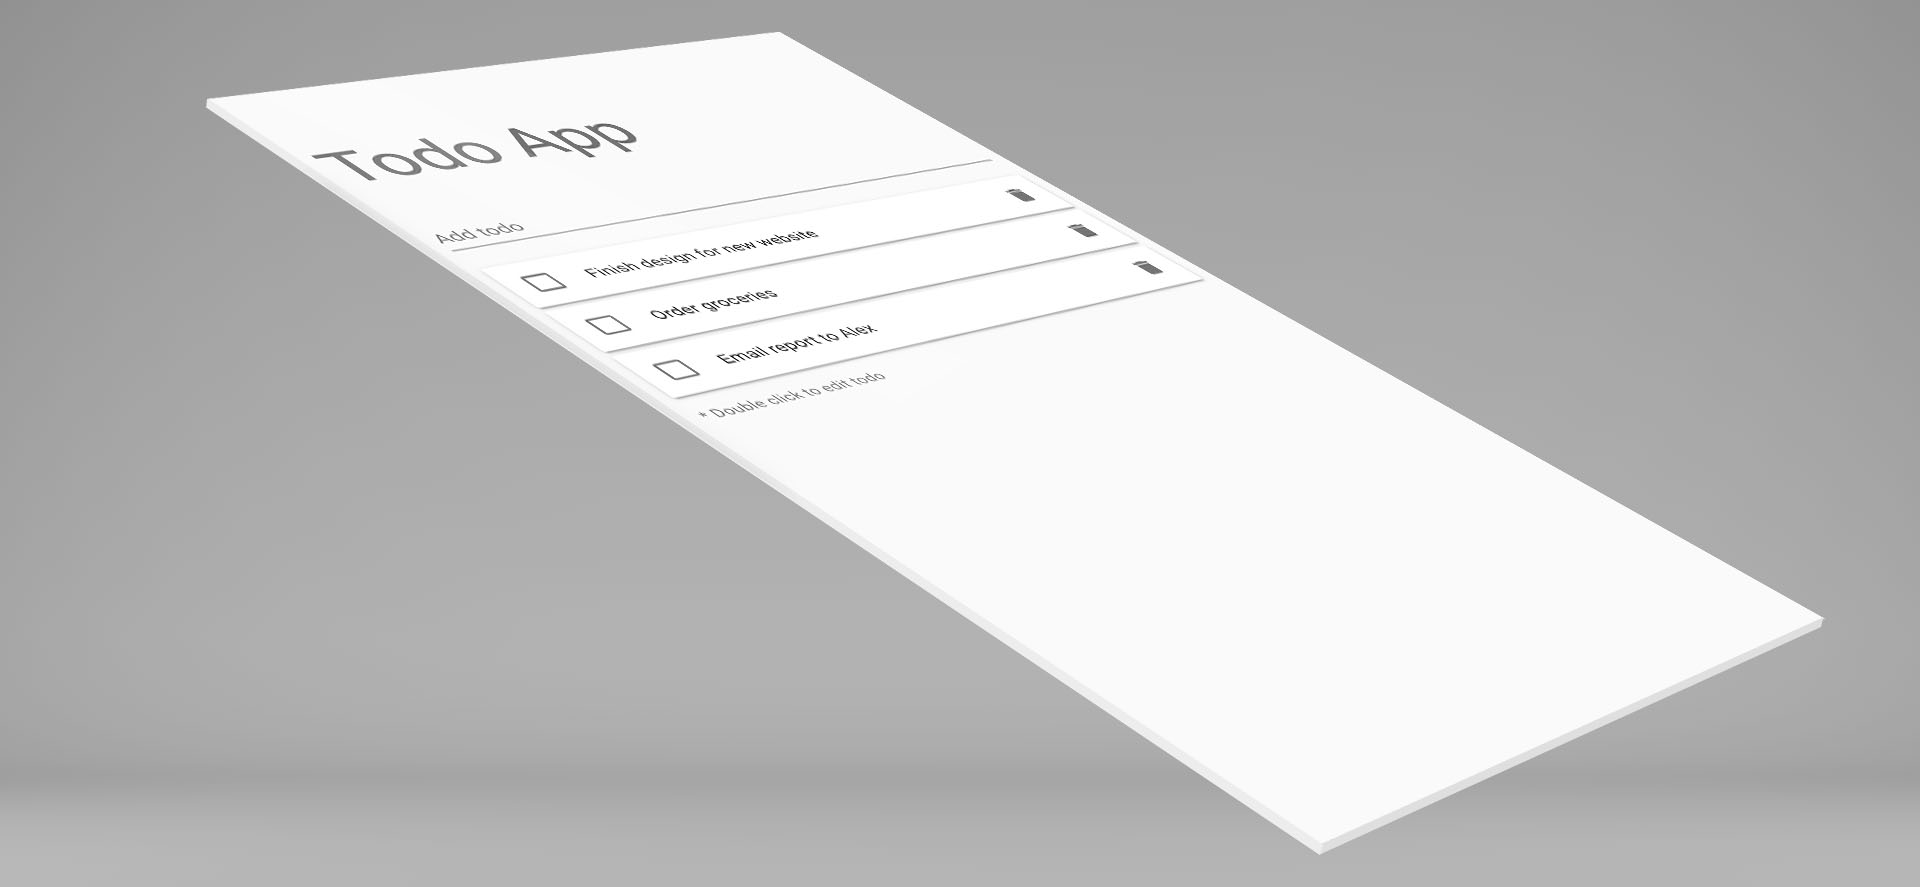 Todo App
Add todo
Finish design for new website
Order groceries
Email report to Alex
* Double click to edit todo